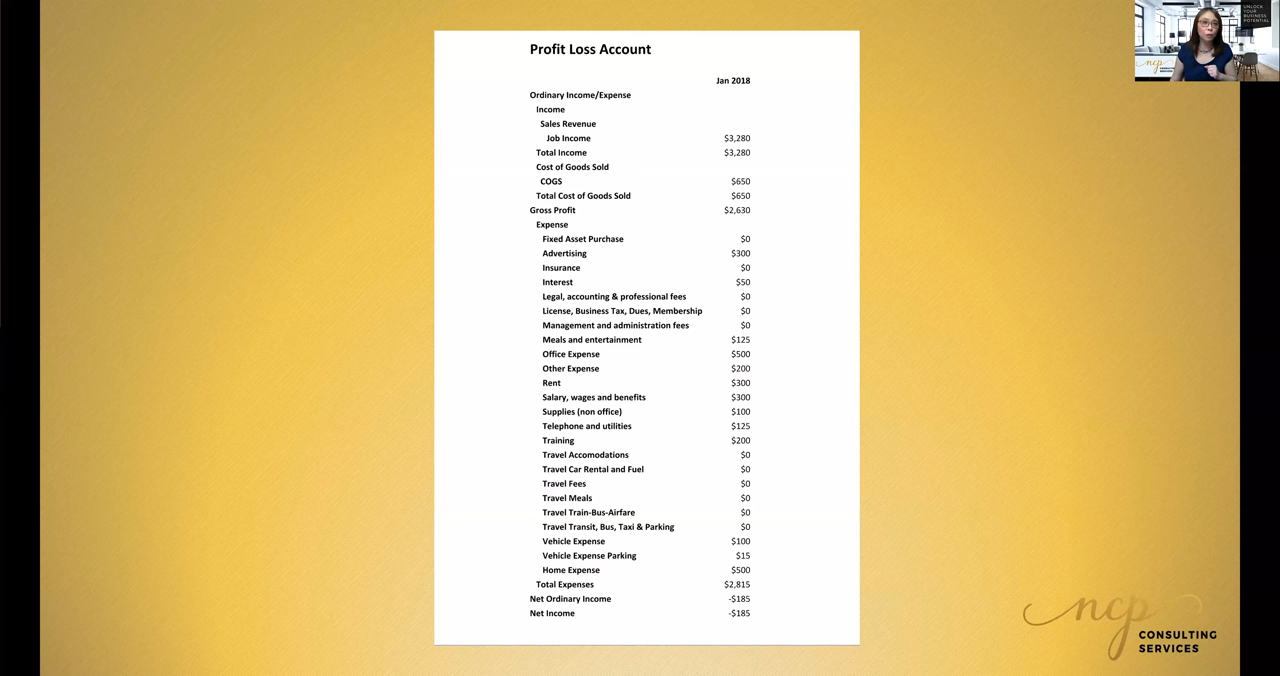 Profit Loss Account
Jan 2018
Ordinary Income/Expense
Income
Sales Revenue
Job Income $3,280
Total Income $3,280
Cost of Goods Sold
COGS $650
Total Cost of Goods Sold $650
Gross Profit $2,630
Expense
Fixed Asset Purchase $0
Advertising $300
Insurance $0
Interest $50
Legal, accounting & professional fees $0
License, Business Tax, Dues, Membership $0
Management and administration fees $0
Meals and entertainment $125
Office Expense $500
Other Expense $200
Rent $300
Salary, wages and benefits $300
Supplies (non office) $100
Telephone and utilities $125
Training $200
Travel Accomodations $0
Travel Car Rental and Fuel $0
Travel Fees $0
Travel Meals $0
Travel Train-Bus-Airfare $0
Travel Transit, Bus, Taxi & Parking $0
Vehicle Expense $100
Vehicle Expense Parking $15
Home Expense $500
Total Expenses $2,815
Net Ordinary Income -$185
Net Income -$185
UNLOCK
YOUR
BUSINESS
POTENTIAL
ncp
CONSULTING
SERVICES
ncp
CONSULTING
SERVICES